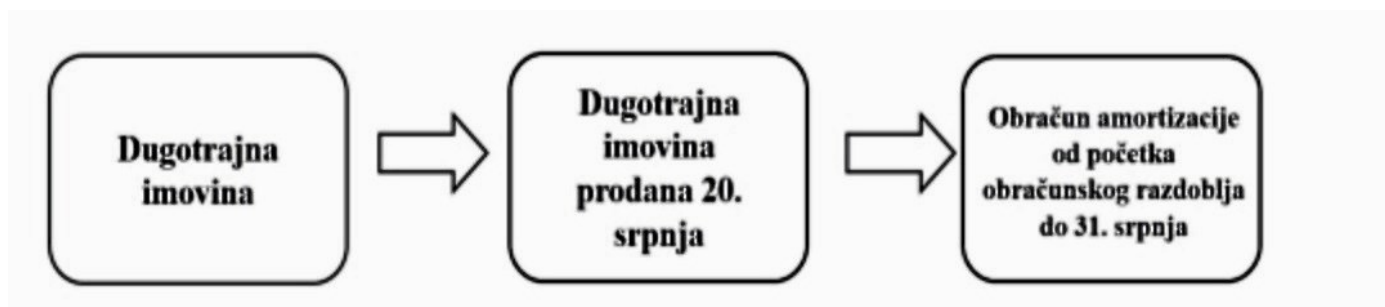 Dugotrajna
imovina
Dugotrajna
imovina
prodana 20.
srpnja
Obračun amortizacije
od početka
obračunskog razdoblja
do 31. srpnja